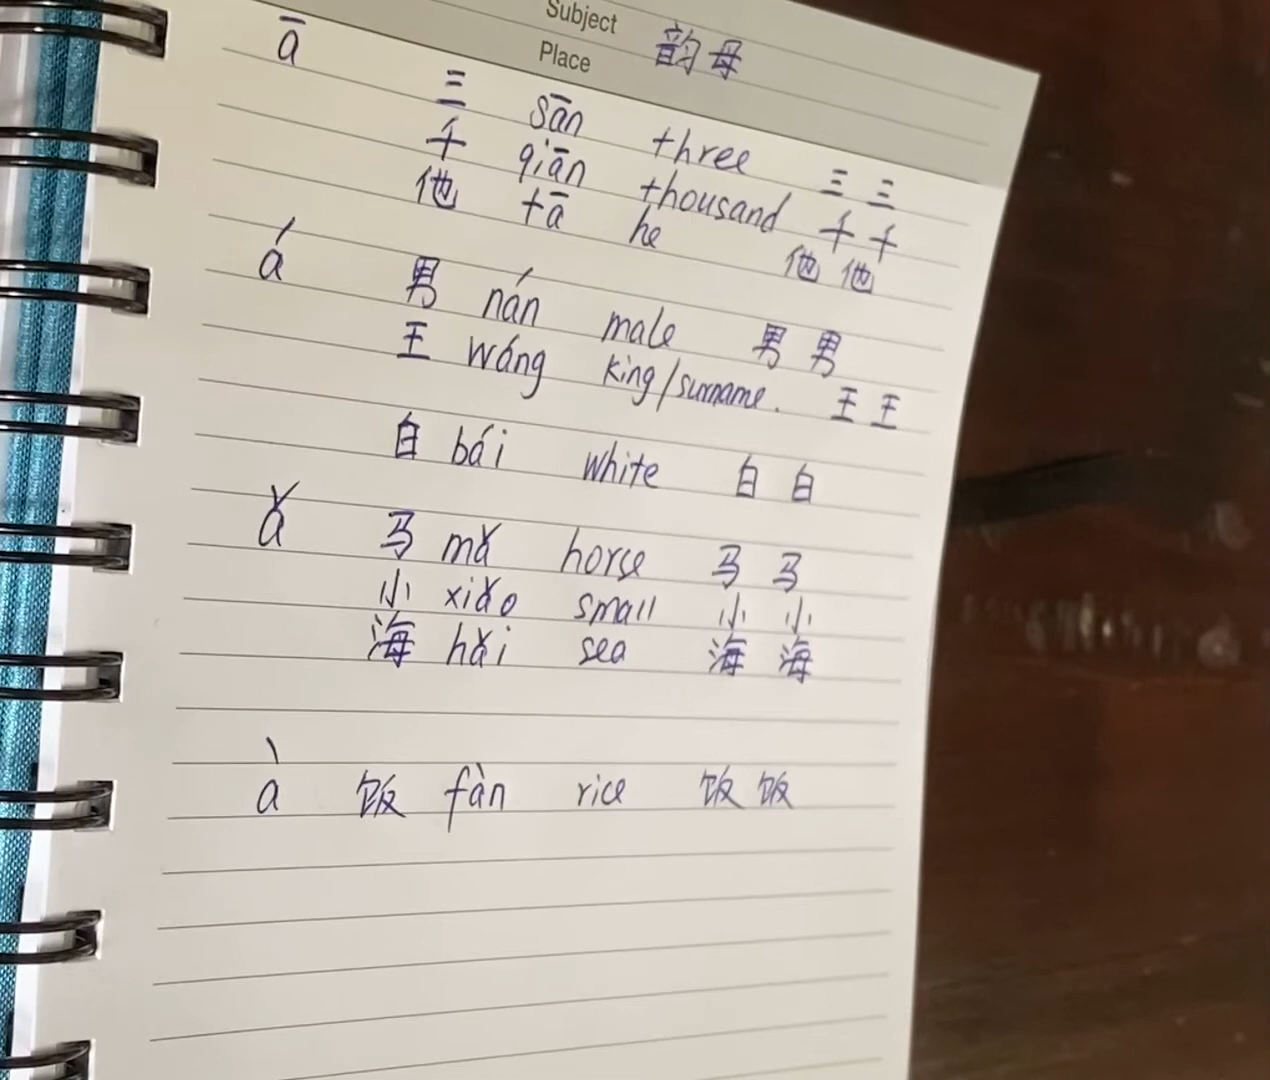 Subject 韵母
Place
ā
三 sān three 三 三
千 qiān thousand 千 千
他 tā he 他 他
á 男 nán male 男 男
王 wáng king/surname. 王 王
白 bái white 白 白
ǎ 马 mǎ horse 马 马
小 xiǎo small 小 小
海 hǎi sea 海 海
à 饭 fàn rice 饭 饭